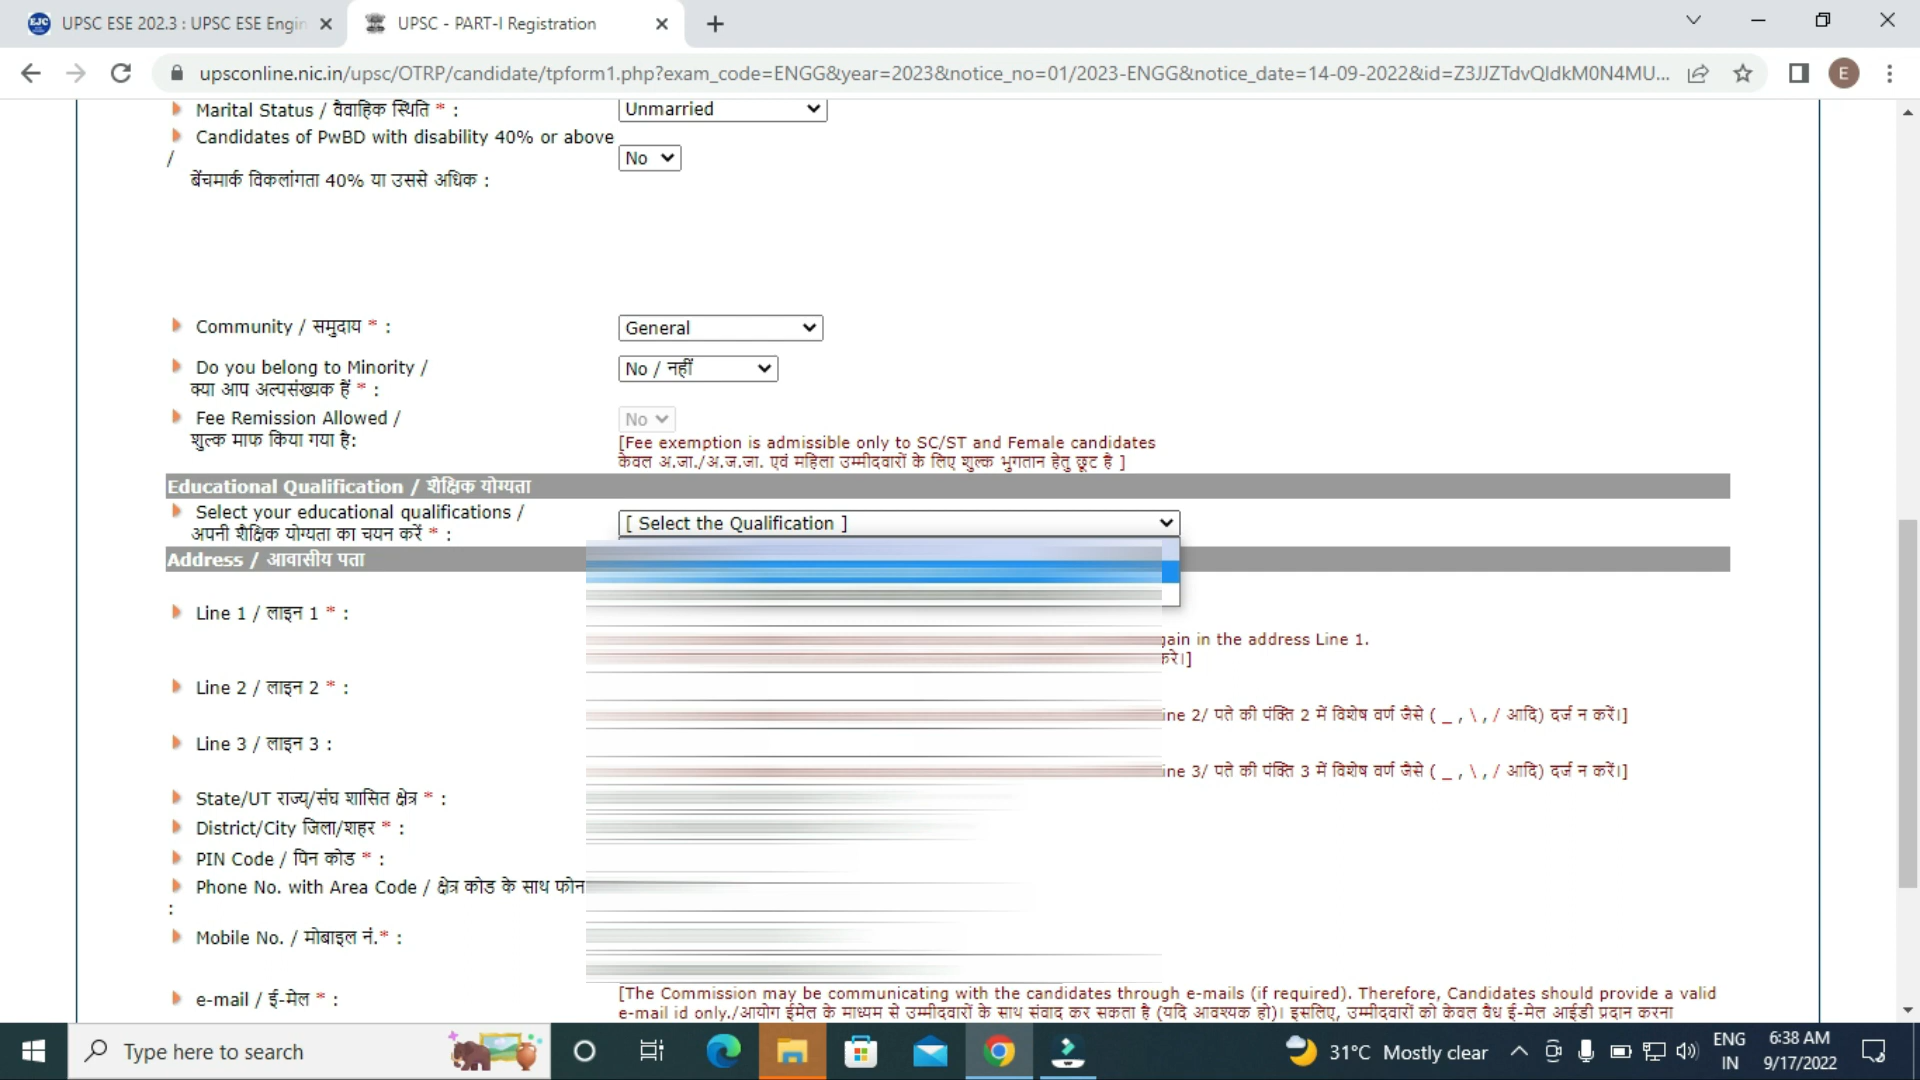 UPSC ESE 202.3 : UPSC ESE Engin
UPSC - PART-I Registration
upsconline.nic.in/upsc/OTRP/candidate/tpform1.php?exam_code=ENGG&year=2023&notice_no=01/2023-ENGG&notice_date=14-09-2022&id=Z3JJZTdvQldkM0N4MU...
E
Marital Status / वैवाहिक स्थिति * :
Unmarried
Candidates of PwBD with disability 40% or above
/
No
बेंचमार्क विकलांगता 40% या उससे अधिक :
Community / समुदाय * :
General
Do you belong to Minority /
क्या आप अल्पसंख्यक हैं * :
No / नहीं
Fee Remission Allowed /
शुल्क माफ किया गया है:
No
[Fee exemption is admissible only to SC/ST and Female candidates
केवल अ.जा./अ.ज.जा. एवं महिला उम्मीदवारों के लिए शुल्क भुगतान हेतु छूट है ]
Educational Qualification / शैक्षिक योग्यता
Select your educational qualifications /
अपनी शैक्षिक योग्यता का चयन करें * :
[ Select the Qualification ]
Address / आवासीय पता
Line 1 / लाइन 1 * :
gain in the address Line 1.
करे।]
Line 2 / लाइन 2 * :
ine 2/ पते की पंक्ति 2 में विशेष वर्ण जैसे ( _ , \ , / आदि) दर्ज न करें।]
Line 3 / लाइन 3 :
ine 3/ पते की पंक्ति 3 में विशेष वर्ण जैसे ( _ , \ , / आदि) दर्ज न करें।]
State/UT राज्य/संघ शासित क्षेत्र * :
District/City जिला/शहर * :
PIN Code / पिन कोड * :
Phone No. with Area Code / क्षेत्र कोड के साथ फोन
:
Mobile No. / मोबाइल नं.* :
e-mail / ई-मेल * :
[The Commission may be communicating with the candidates through e-mails (if required). Therefore, Candidates should provide a valid
e-mail id only./आयोग ईमेल के माध्यम से उम्मीदवारों के साथ संवाद कर सकता है (यदि आवश्यक हो)। इसलिए, उम्मीदवारों को केवल वैध ई-मेल आईडी प्रदान करना
Type here to search
31°C Mostly clear
ENG
IN
6:38 AM
9/17/2022